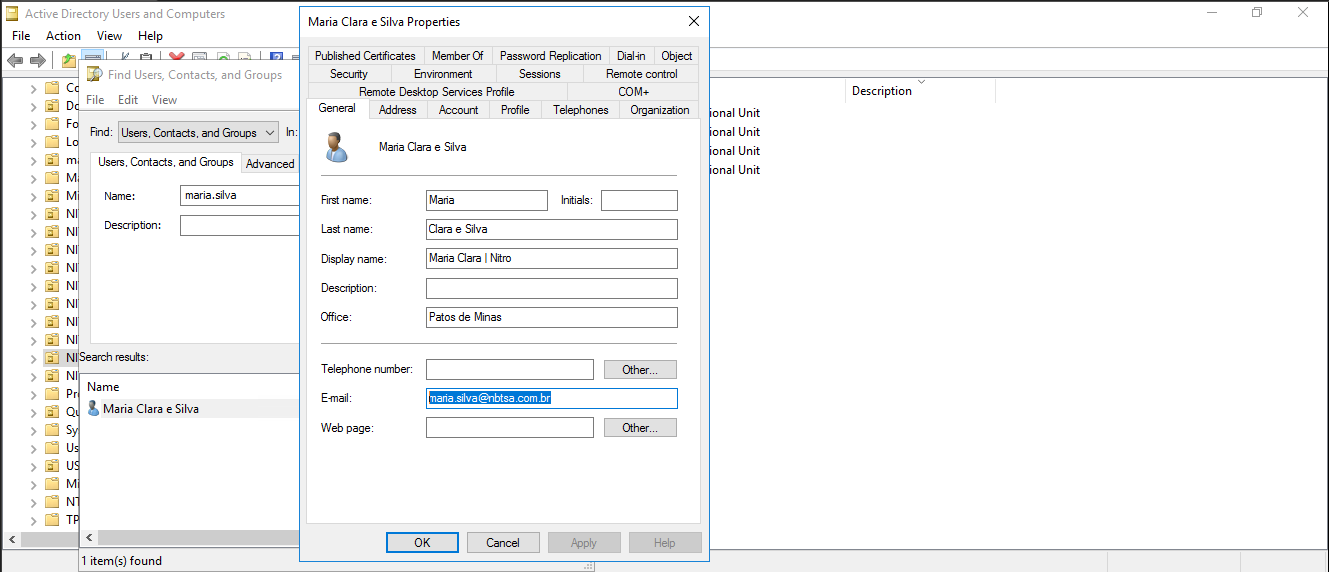 Active Directory Users and Computers
File Action View Help
Find Users, Contacts, and Groups
File Edit View
Find: Users, Contacts, and Groups In:
Users, Contacts, and Groups Advanced
Name: maria.silva
Description:
Search results:
Name
Maria Clara e Silva
1 item(s) found
Co
Do
Fo
Lo
ma
Ma
Mi
NI
NI
NI
NI
NI
NI
NI
NI
NI
NI
Pro
Qu
Sy
Us
US
Mi
NT
TP
Maria Clara e Silva Properties
Published Certificates Member Of Password Replication Dial-in Object
Security Environment Sessions Remote control
Remote Desktop Services Profile COM+
General Address Account Profile Telephones Organization
Maria Clara e Silva
First name: Maria Initials:
Last name: Clara e Silva
Display name: Maria Clara | Nitro
Description:
Office: Patos de Minas
Telephone number: Other...
E-mail: maria.silva@nbtsa.com.br
Web page: Other...
OK Cancel Apply Help
Description
ional Unit
ional Unit
ional Unit
ional Unit